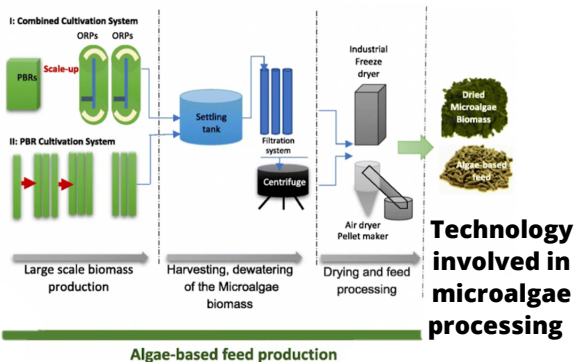 I: Combined Cultivation System
ORPs ORPs
PBRs
Scale-up
II: PBR Cultivation System
Settling
tank
Filtration
system
Centrifuge
Industrial
Freeze
dryer
Air dryer
Pellet maker
Dried
Microalgae
Biomass
Algae-based
feed
Large scale biomass
production
Harvesting, dewatering
of the Microalgae
biomass
Drying and feed
processing
Technology
involved in
microalgae
processing
Algae-based feed production